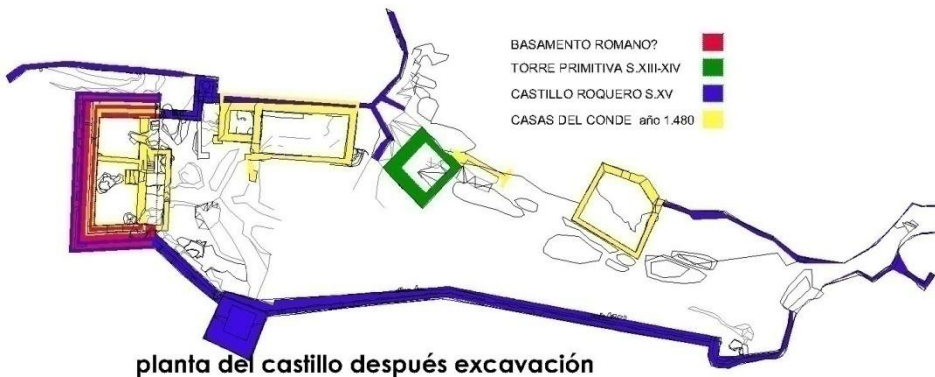 BASAMENTO ROMANO?
TORRE PRIMITIVA S.XIII-XIV
CASTILLO ROQUERO S.XV
CASAS DEL CONDE año 1.480
planta del castillo después excavación